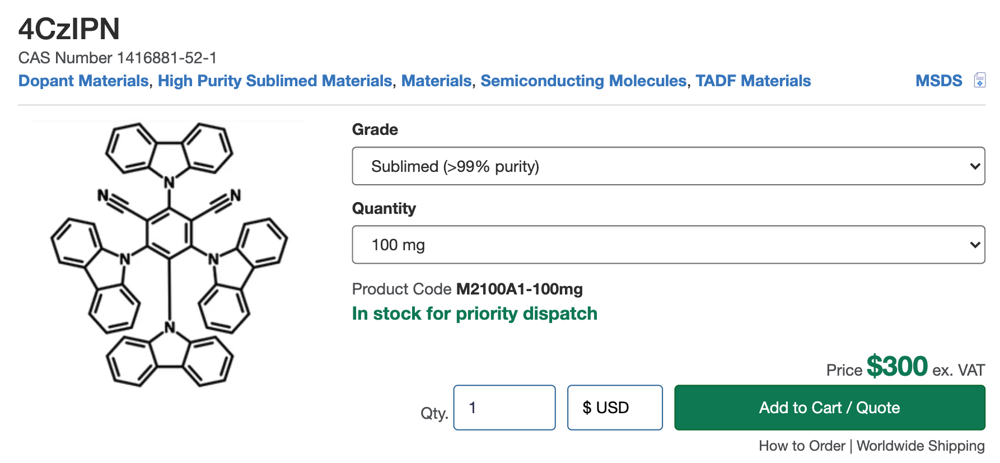 4CzIPN
CAS Number 1416881-52-1
Dopant Materials, High Purity Sublimed Materials, Materials, Semiconducting Molecules, TADF Materials
MSDS
N
N
N
N
N
N
Grade
Sublimed (>99% purity)
Quantity
100 mg
Product Code M2100A1-100mg
In stock for priority dispatch
Price $300 ex. VAT
Qty. 1 $ USD Add to Cart / Quote
How to Order | Worldwide Shipping